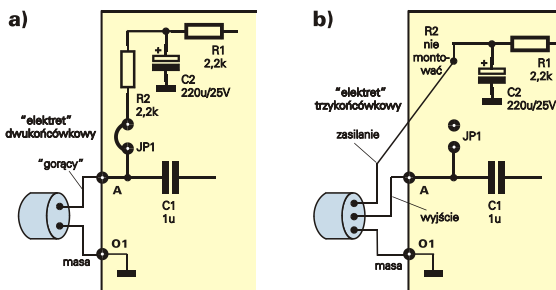 a)
R1
2,2k
C2
220u/25V
R2
2,2k
"elektret"
dwukońcówkowy
JP1
"gorący"
A
C1
1u
O1
masa
b)
R2
nie
monto-
wać
R1
2,2k
C2
220u/25V
"elektret"
trzykońcówkowy
zasilanie
JP1
A
C1
1u
wyjście
O1
masa